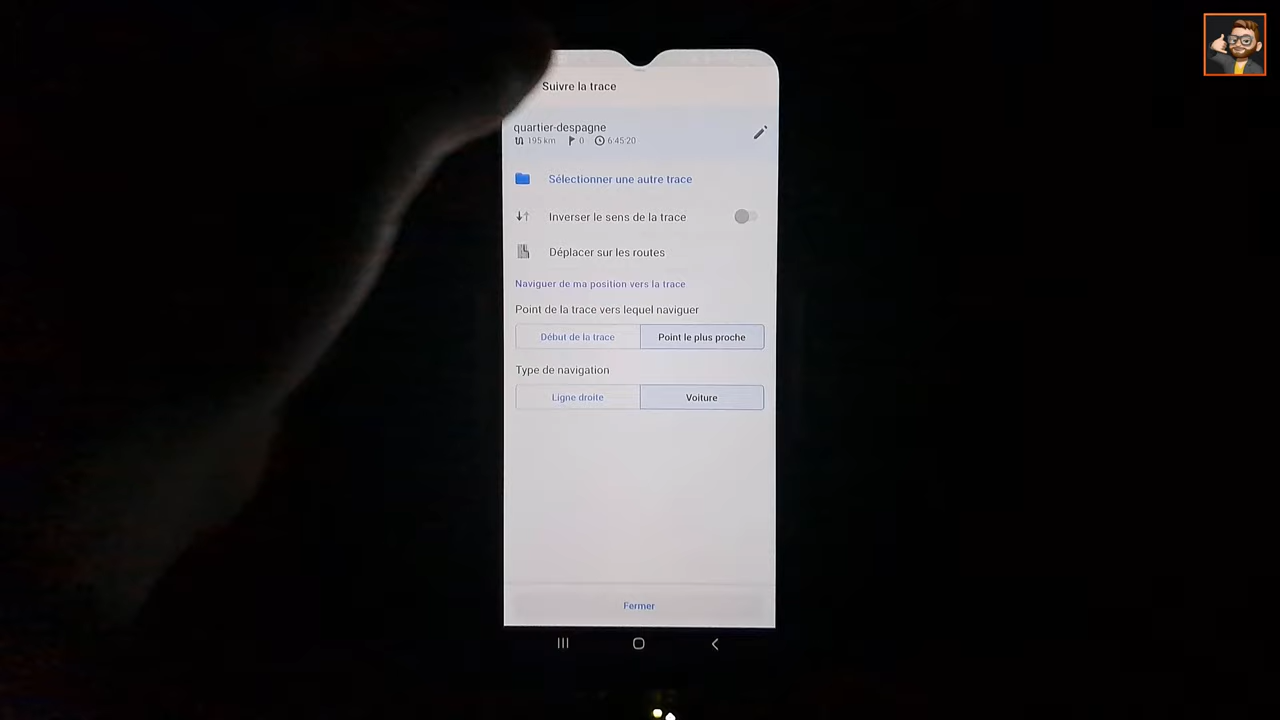 Suivre la trace
quartier-despagne
195 km 0 6:45:20
Sélectionner une autre trace
Inverser le sens de la trace
Déplacer sur les routes
Naviguer de ma position vers la trace
Point de la trace vers lequel naviguer
Début de la trace Point le plus proche
Type de navigation
Ligne droite Voiture
Fermer